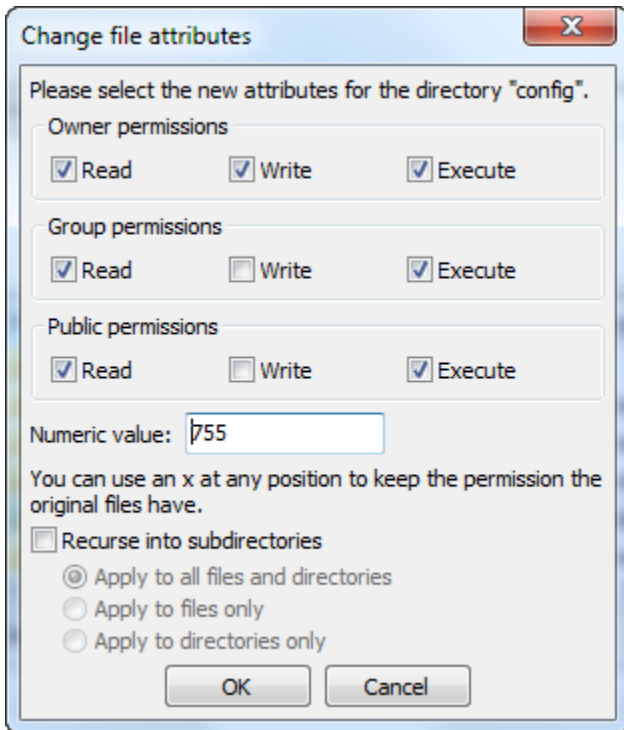 Change file attributes
Please select the new attributes for the directory "config".
Owner permissions
Read Write Execute
Group permissions
Read Write Execute
Public permissions
Read Write Execute
Numeric value: 755
You can use an x at any position to keep the permission the
original files have.
Recurse into subdirectories
Apply to all files and directories
Apply to files only
Apply to directories only
OK Cancel